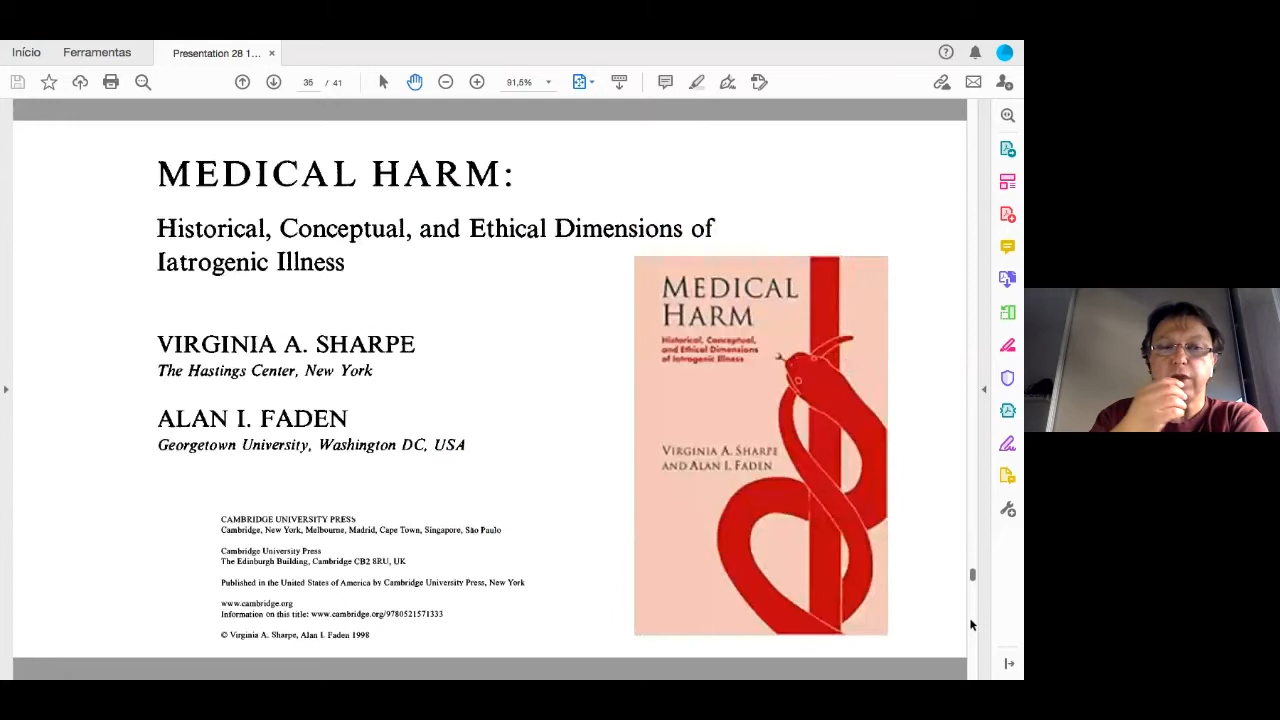 Início Ferramentas Presentation 28 1... ×
35 / 41 91,5%
MEDICAL HARM:
Historical, Conceptual, and Ethical Dimensions of
Iatrogenic Illness
VIRGINIA A. SHARPE
The Hastings Center, New York
ALAN I. FADEN
Georgetown University, Washington DC, USA
CAMBRIDGE UNIVERSITY PRESS
Cambridge, New York, Melbourne, Madrid, Cape Town, Singapore, São Paulo
Cambridge University Press
The Edinburgh Building, Cambridge CB2 8RU, UK
Published in the United States of America by Cambridge University Press, New York
www.cambridge.org
Information on this title: www.cambridge.org/9780521571333
© Virginia A. Sharpe, Alan I. Faden 1998
MEDICAL
HARM
Historical, Conceptual,
and Ethical Dimensions
of Iatrogenic Illness
VIRGINIA A. SHARPE
AND ALAN I. FADEN